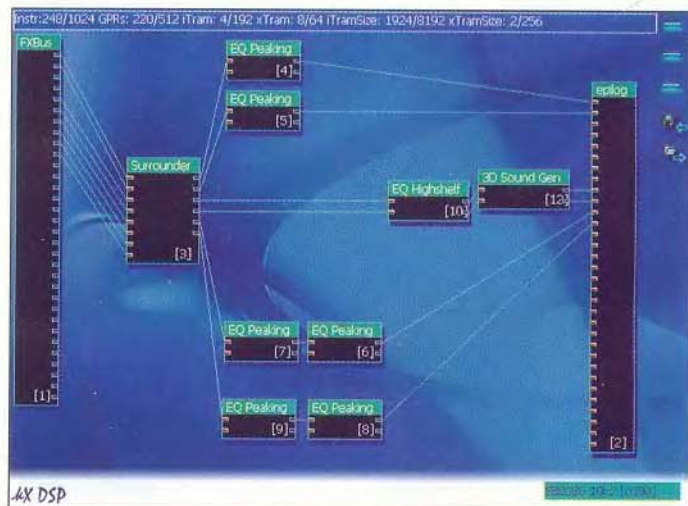 Instr:248/1024 GPRs: 220/512 iTram: 4/192 xTram: 8/64 iTramSize: 1924/8192 xTramSize: 2/256
FXBus
[1]
Surrounder
[3]
EQ Peaking
[4]
EQ Peaking
[5]
EQ Highshelf
[10]
3D Sound Gen
[12]
EQ Peaking
[7]
EQ Peaking
[6]
EQ Peaking
[9]
EQ Peaking
[8]
epilog
[2]
µX DSP